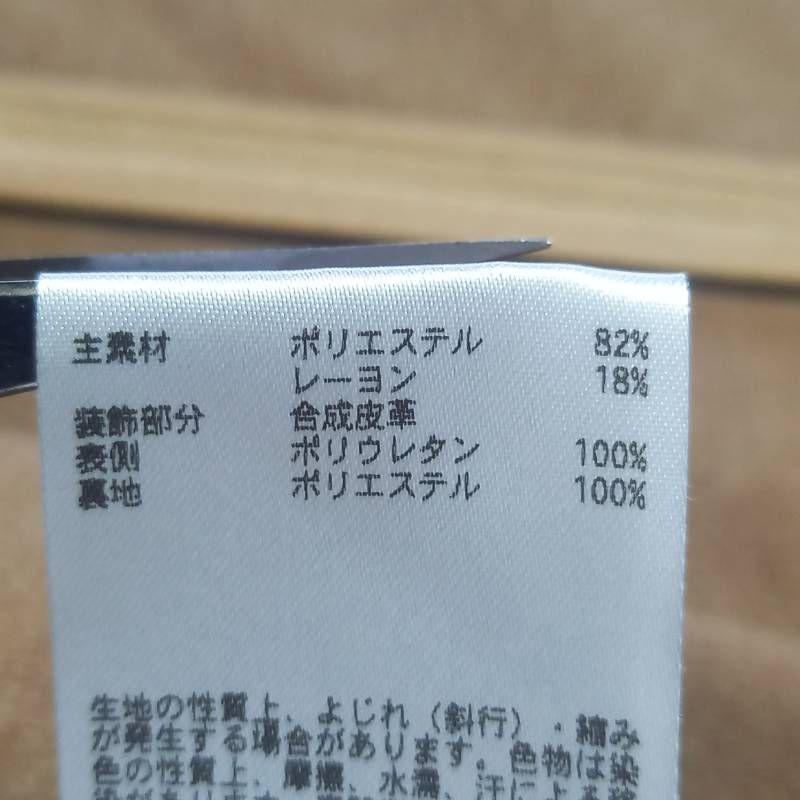 主素材 ポリエステル 82%
レーヨン 18%
装飾部分 合成皮革
表側 ポリウレタン 100%
裏地 ポリエステル 100%
生地の性質上、よじれ（斜行）・縮み
が発生する場合があります。色物は染
色の性質上、摩擦、水濡、汗による